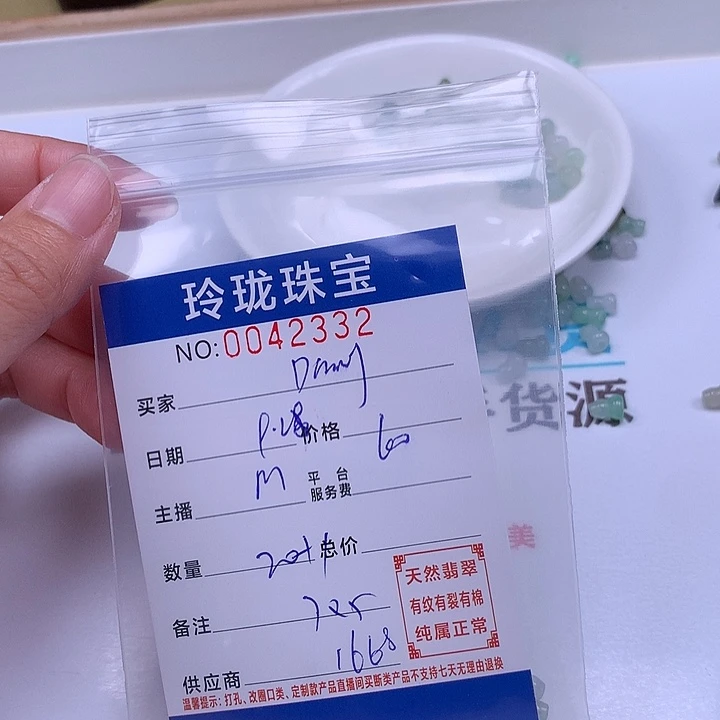 玲珑珠宝
NO:0042332
买家
日期 价格
主播 M 平台服务费
数量 总价
备注
供应商 1668
天然翡翠
有纹有裂有棉
纯属正常
温馨提示：打孔、改圈口类、定制款产品直播间买断类产品不支持七天无理由退换
货源
美